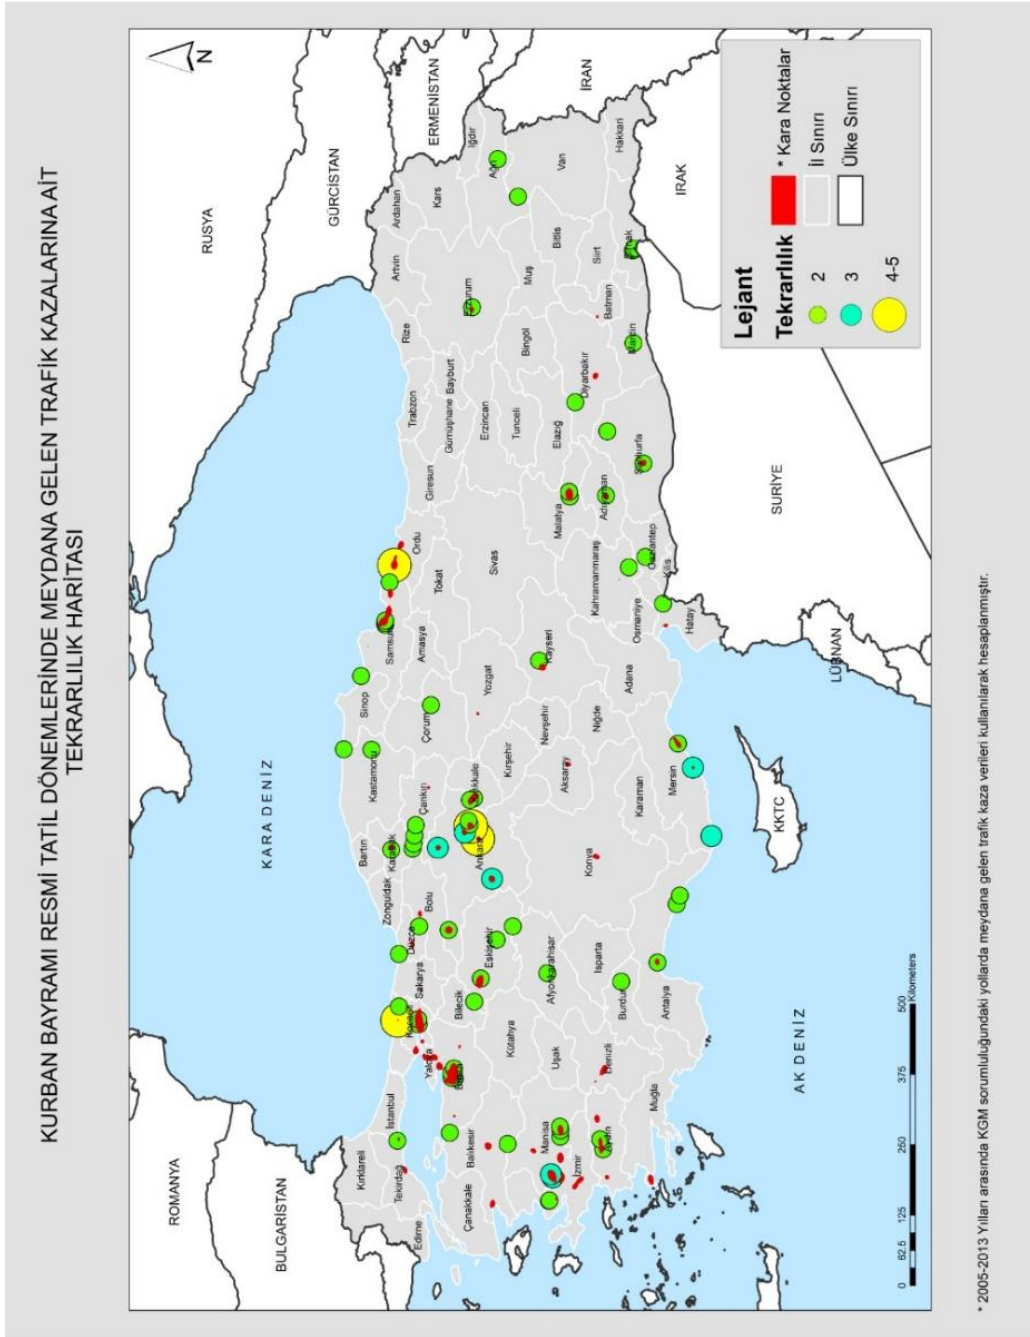 KURBAN BAYRAMI RESMİ TATİL DÖNEMLERİNDE MEYDANA GELEN TRAFİK KAZALARINA AİT
TEKRARLILIK HARİTASI
N
ROMANYA
BULGARİSTAN
RUSYA
GÜRCİSTAN
ERMENİSTAN
İRAN
IRAK
SURİYE
LÜBNAN
KKTC
KARADENİZ
AKDENİZ
Kırklareli
Edirne
Tekirdağ
İstanbul
Çanakkale
Balıkesir
Yalova
Kocaeli
Sakarya
Bilecik
Bursa
Kütahya
Manisa
İzmir
Uşak
Aydın
Denizli
Muğla
Düzce
Bolu
Zonguldak
Bartın
Karabük
Eskişehir
Afyonkarahisar
Isparta
Burdur
Antalya
Kastamonu
Çankırı
Ankara
Kırıkkale
Konya
Karaman
Mersin
Aksaray
Sinop
Çorum
Kırşehir
Yozgat
Nevşehir
Niğde
Kayseri
Adana
Samsun
Amasya
Tokat
Ordu
Sivas
Osmaniye
Hatay
Kahramanmaraş
Gaziantep
Kilis
Giresun
Malatya
Adıyaman
Şanlıurfa
Trabzon
Gümüşhane
Bayburt
Erzincan
Tunceli
Elazığ
Diyarbakır
Rize
Artvin
Ardahan
Kars
Erzurum
Bingöl
Muş
Mardin
Batman
Siirt
Bitlis
Şırnak
Iğdır
Ağrı
Van
Hakkari
Lejant
Tekrarlılık
2
3
4-5
* Kara Noktalar
İl Sınırı
Ülke Sınırı
0 62.5 125 250 375 500
Kilometers
* 2005-2013 Yılları arasında KGM sorumluluğundaki yollarda meydana gelen trafik kaza verileri kullanılarak hesaplanmıştır.